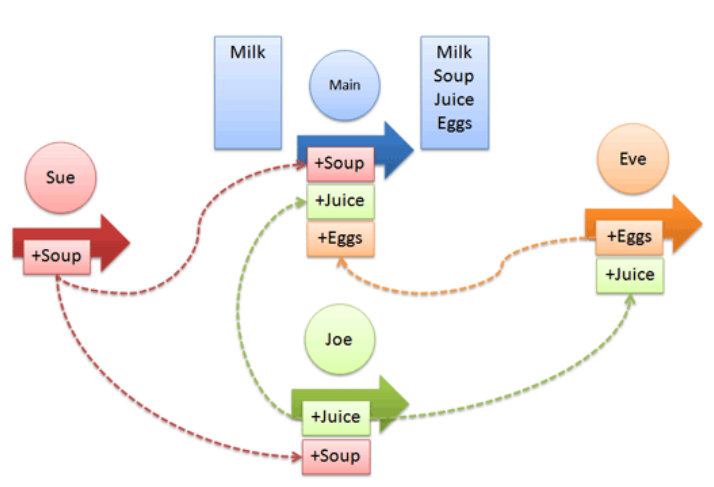 Milk
Main
Milk
Soup
Juice
Eggs
+Soup
+Juice
+Eggs
Sue
+Soup
Eve
+Eggs
+Juice
Joe
+Juice
+Soup